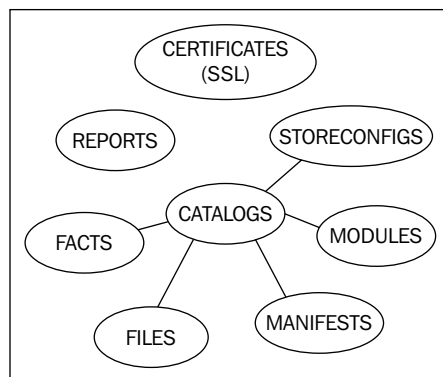 CERTIFICATES
(SSL)
REPORTS
STORECONFIGS
CATALOGS
FACTS
MODULES
FILES
MANIFESTS